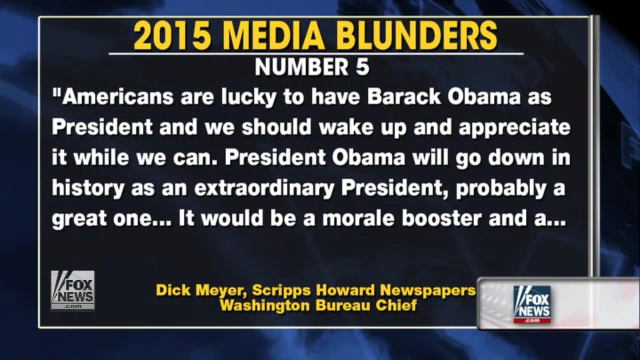 2015 MEDIA BLUNDERS
NUMBER 5
"Americans are lucky to have Barack Obama as
President and we should wake up and appreciate
it while we can. President Obama will go down in
history as an extraordinary President, probably a
great one... It would be a morale booster and a...
Dick Meyer, Scripps Howard Newspapers
Washington Bureau Chief
FOX
NEWS
.com
FOX
NEWS
.com